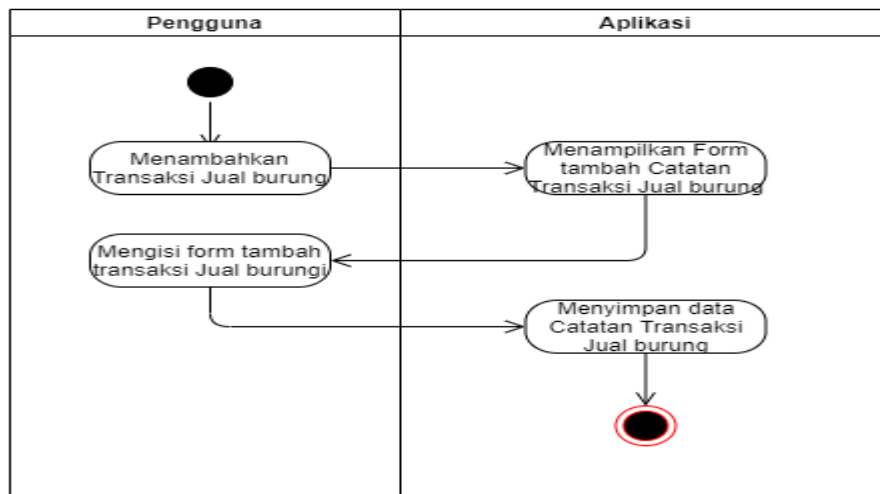 Pengguna
Aplikasi
Menambahkan
Transaksi Jual burung
Menampilkan Form
tambah Catatan
Transaksi Jual burung
Mengisi form tambah
transaksi Jual burungi
Menyimpan data
Catatan Transaksi
Jual burung